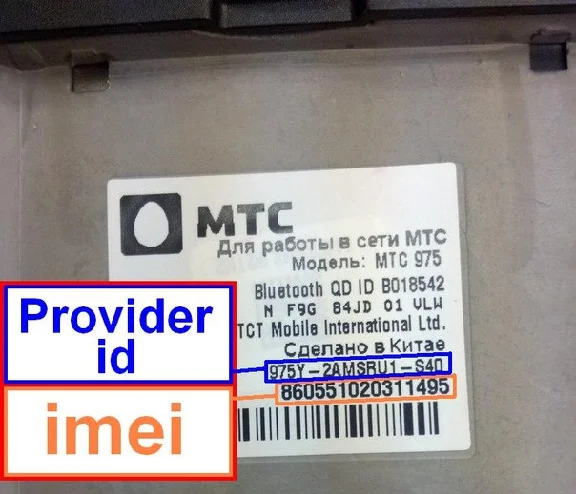 МТС
Для работы в сети МТС
Модель: МТС 975
Bluetooth QD ID B018542
N F9G 84JD 01 VLW
TCT Mobile International Ltd.
Сделано в Китае
975Y-2AMSRU1-S40
860551020311495
Provider
id
imei